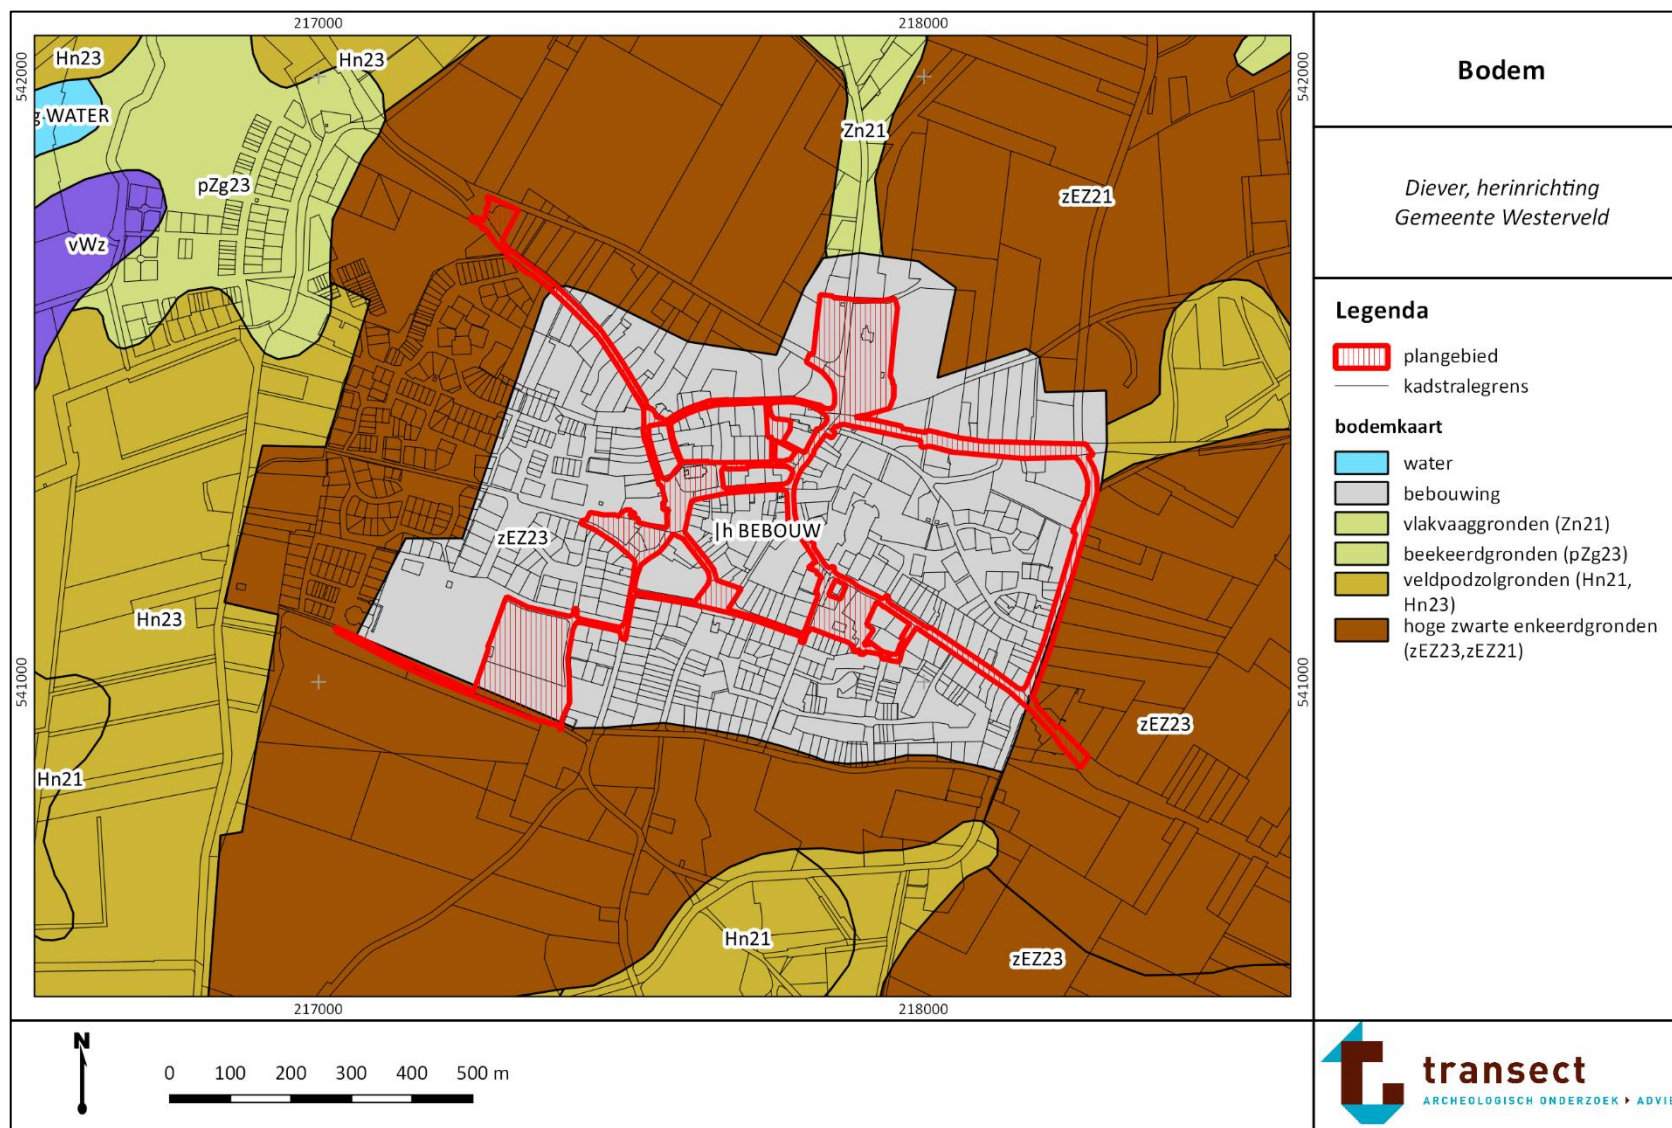 217000
218000
542000
542000
Hn23
Hn23
WATER
Zn21
pZg23
zEZ21
vWz
|h BEBOUW
zEZ23
Hn23
541000
541000
zEZ23
Hn21
Hn21
zEZ23
217000
218000
N
0 100 200 300 400 500 m
Bodem
Diever, herinrichting
Gemeente Westerveld
Legenda
plangebied
kadstralegrens
bodemkaart
water
bebouwing
vlakvaaggronden (Zn21)
beekeerdgronden (pZg23)
veldpodzolgronden (Hn21,
Hn23)
hoge zwarte enkeerdgronden
(zEZ23,zEZ21)
transect
ARCHEOLOGISCH ONDERZOEK ▸ ADVIE